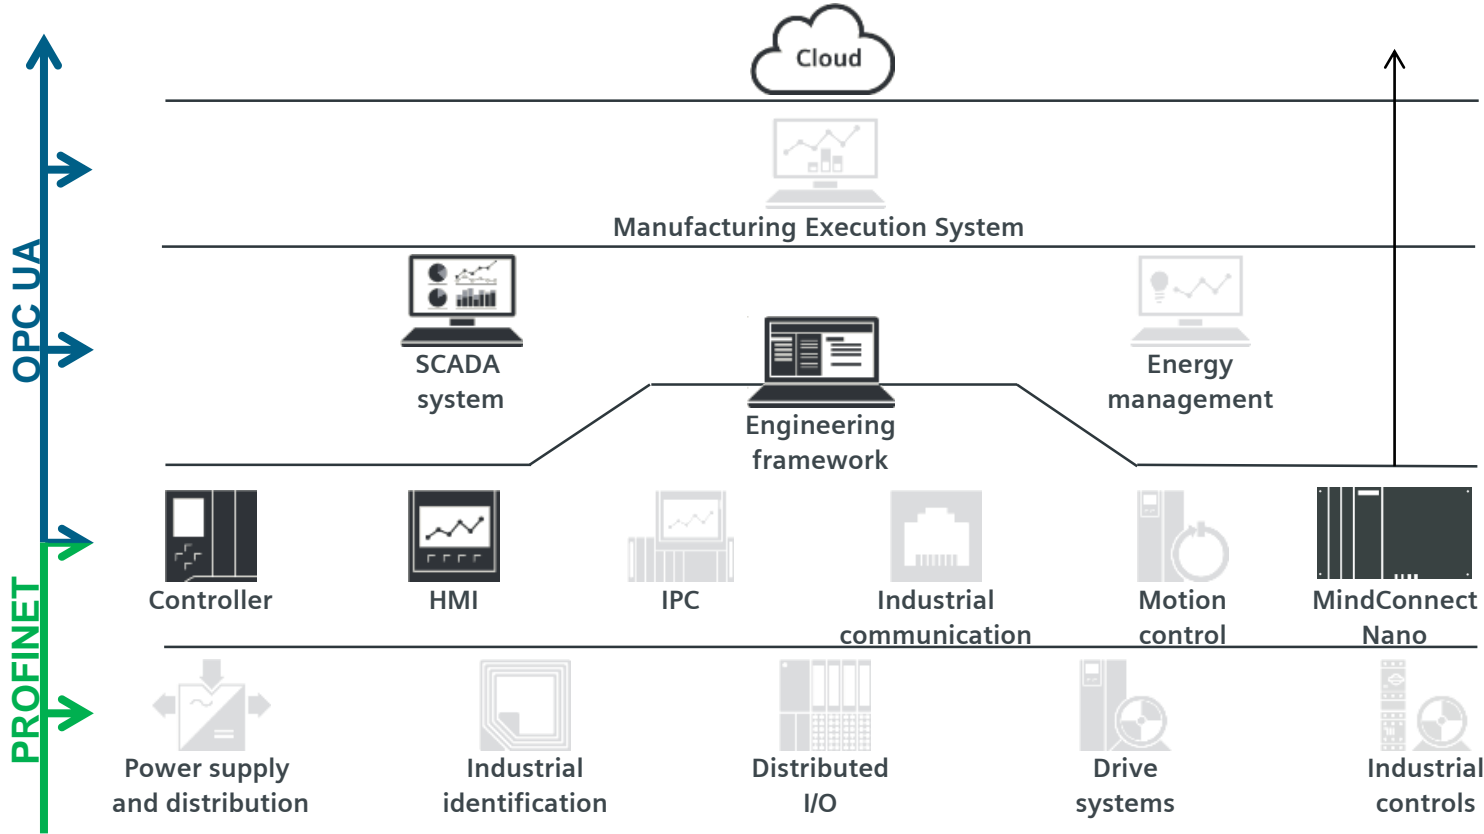 Cloud
Manufacturing Execution System
OPC UA
SCADA
system
Energy
management
Engineering
framework
Controller
HMI
IPC
Industrial
communication
Motion
control
MindConnect
Nano
PROFINET
Power supply
and distribution
Industrial
identification
Distributed
I/O
Drive
systems
Industrial
controls